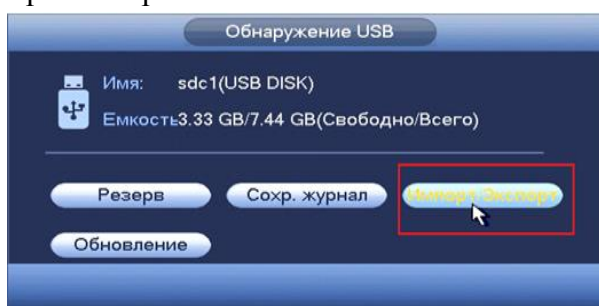 Обнаружение USB
Имя: sdc1(USB DISK)
Емкость3.33 GB/7.44 GB(Свободно/Всего)
Резерв Сохр. журнал Импорт/Экспорт
Обновление